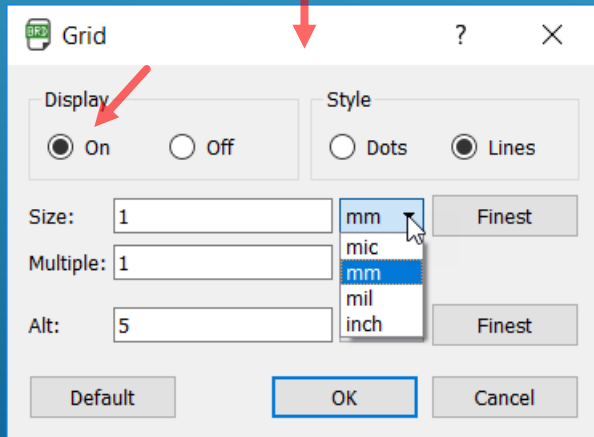 BRD Grid ?
Display Style
On Off Dots Lines
Size: 1 mm Finest
mic
Multiple: 1 mm
mil
Alt: 5 inch Finest
Default OK Cancel